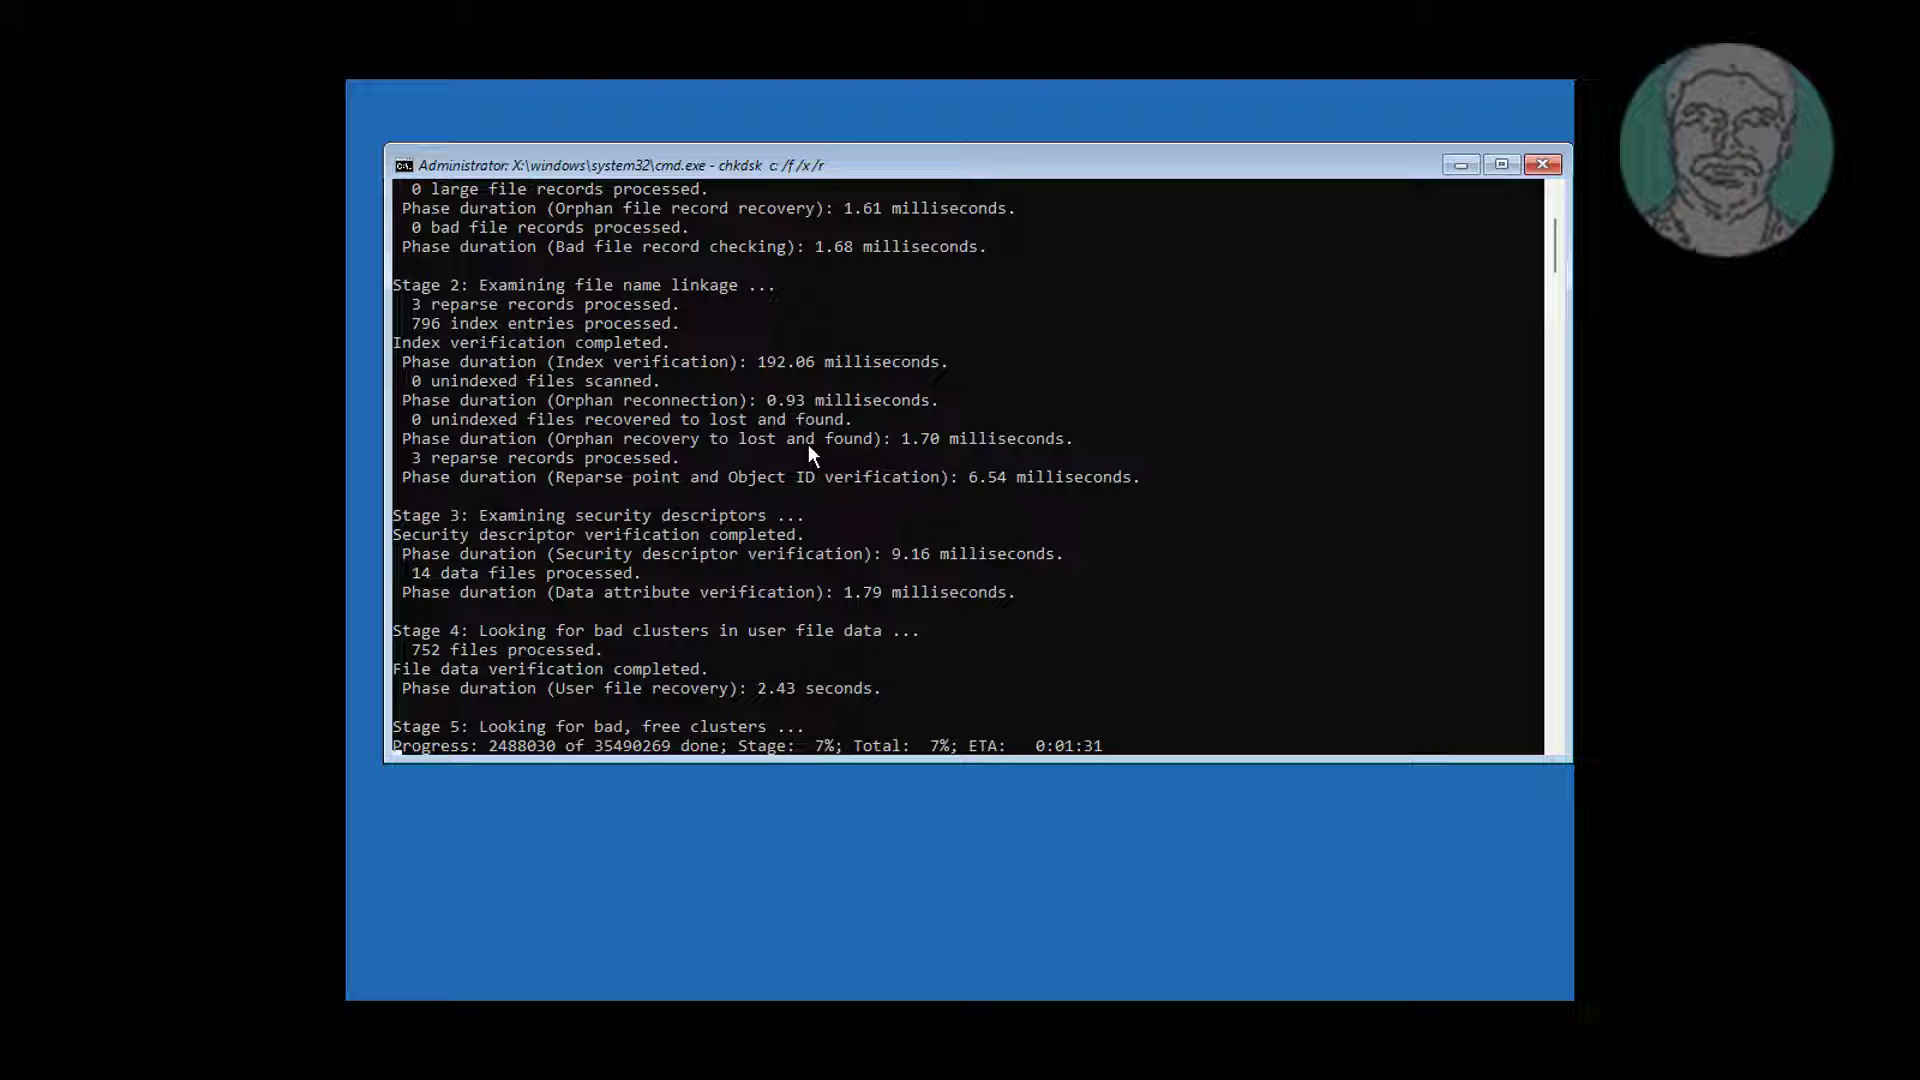 Administrator: X:\windows\system32\cmd.exe - chkdsk c: /f /x /r
0 large file records processed.
Phase duration (Orphan file record recovery): 1.61 milliseconds.
0 bad file records processed.
Phase duration (Bad file record checking): 1.68 milliseconds.
Stage 2: Examining file name linkage ...
3 reparse records processed.
796 index entries processed.
Index verification completed.
Phase duration (Index verification): 192.06 milliseconds.
0 unindexed files scanned.
Phase duration (Orphan reconnection): 0.93 milliseconds.
0 unindexed files recovered to lost and found.
Phase duration (Orphan recovery to lost and found): 1.70 milliseconds.
3 reparse records processed.
Phase duration (Reparse point and Object ID verification): 6.54 milliseconds.
Stage 3: Examining security descriptors ...
Security descriptor verification completed.
Phase duration (Security descriptor verification): 9.16 milliseconds.
14 data files processed.
Phase duration (Data attribute verification): 1.79 milliseconds.
Stage 4: Looking for bad clusters in user file data ...
752 files processed.
File data verification completed.
Phase duration (User file recovery): 2.43 seconds.
Stage 5: Looking for bad, free clusters ...
Progress: 2488030 of 35490269 done; Stage:  7%; Total:  7%; ETA:   0:01:31